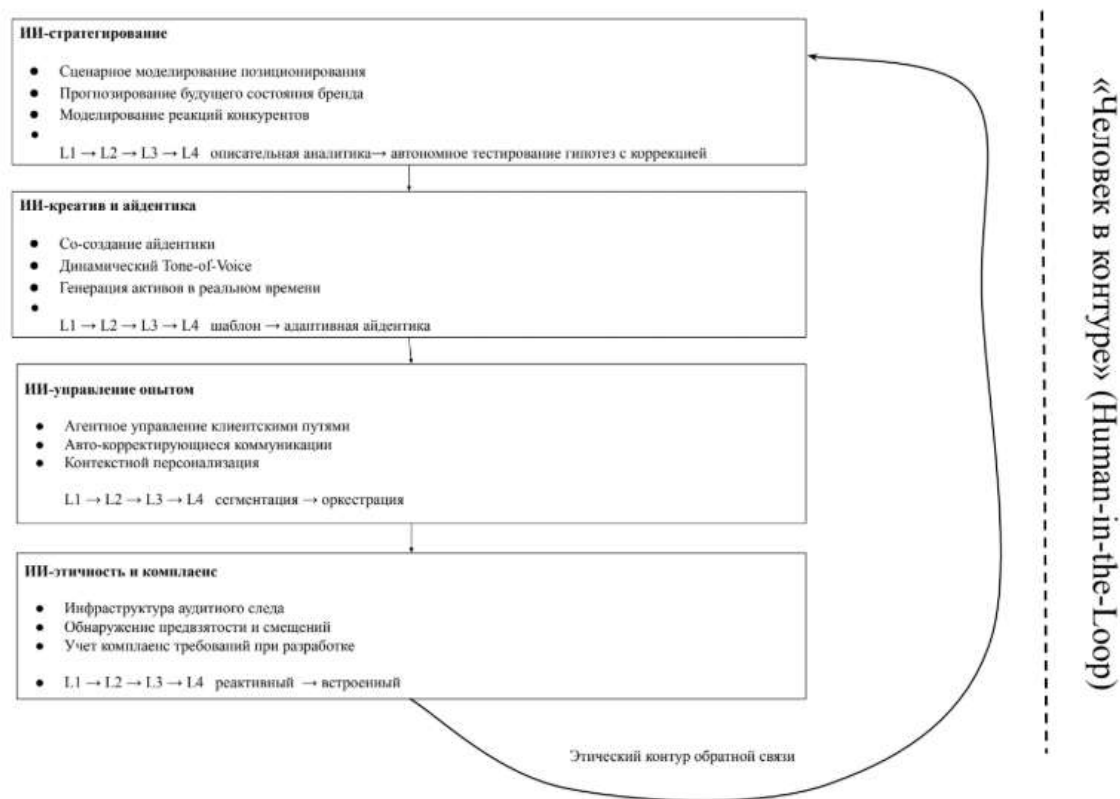 ИИ-стратегирование
● Сценарное моделирование позиционирования
● Прогнозирование будущего состояния бренда
● Моделирование реакций конкурентов
●
L1 → L2 → L3 → L4 описательная аналитика→ автономное тестирование гипотез с коррекцией
ИИ-креатив и айдентика
● Со-создание айдентики
● Динамический Tone-of-Voice
● Генерация активов в реальном времени
●
L1 → L2 → L3 → L4 шаблон → адаптивная айдентика
ИИ-управление опытом
● Агентное управление клиентскими путями
● Авто-корректирующиеся коммуникации
● Контекстной персонализация
L1 → L2 → L3 → L4 сегментация → оркестрация
ИИ-этичность и комплаенс
● Инфраструктура аудитного следа
● Обнаружение предвзятости и смещений
● Учет комплаенс требований при разработке
● L1 → L2 → L3 → L4 реактивный → встроенный
Этический контур обратной связи
«Человек в контуре» (Human-in-the-Loop)